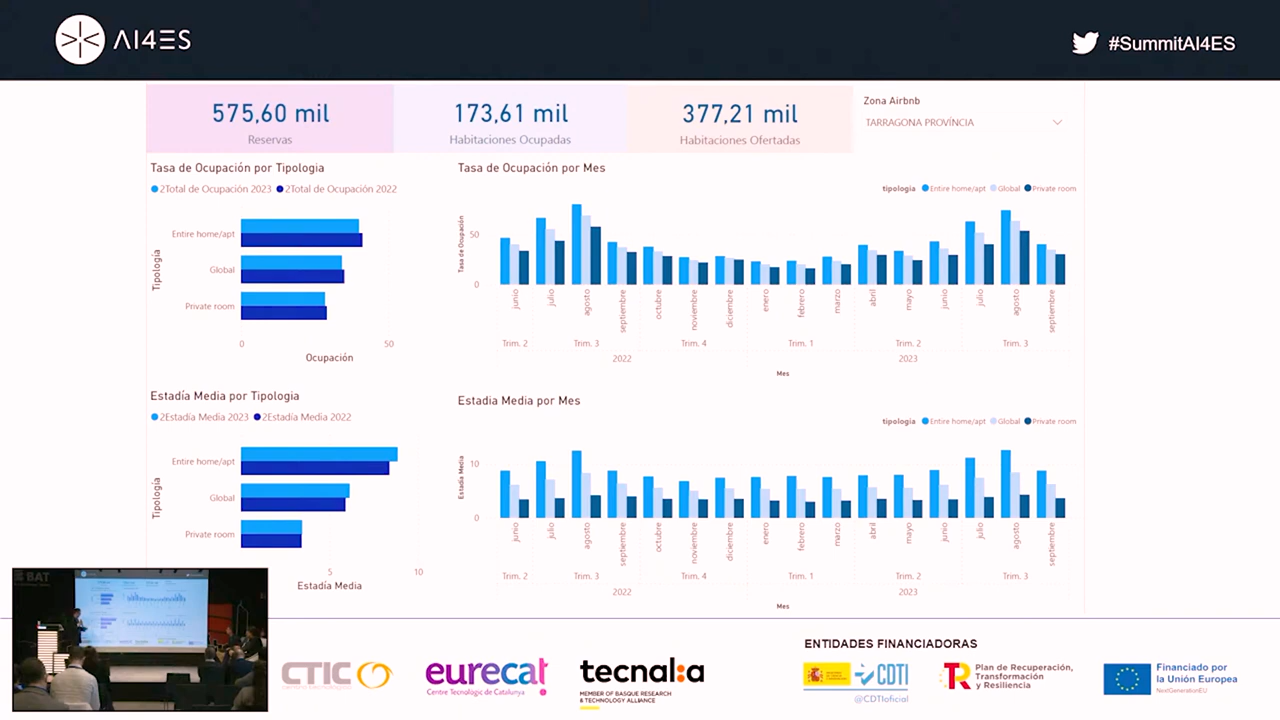 AI4ES
#SummitAI4ES
575,60 mil
Reservas
173,61 mil
Habitaciones Ocupadas
377,21 mil
Habitaciones Ofertadas
Zona Airbnb
TARRAGONA PROVÍNCIA
Tasa de Ocupación por Tipologia
2Total de Ocupación 2023 2Total de Ocupación 2022
Tipología
Entire home/apt
Global
Private room
0 50
Ocupación
Tasa de Ocupación por Mes
tipologia Entire home/apt Global Private room
Tasa de Ocupación
50
0
junio julio agosto septiembre octubre noviembre diciembre enero febrero marzo abril mayo junio julio agosto septiembre
Trim. 2 Trim. 3 Trim. 4 Trim. 1 Trim. 2 Trim. 3
2022 2023
Mes
Estadía Media por Tipologia
2Estadía Media 2023 2Estadía Media 2022
Tipología
Entire home/apt
Global
Private room
5 10
Estadía Media
Estadia Media por Mes
tipologia Entire home/apt Global Private room
Estadía Media
10
0
junio julio agosto septiembre octubre noviembre diciembre enero febrero marzo abril mayo junio julio agosto septiembre
Trim. 2 Trim. 3 Trim. 4 Trim. 1 Trim. 2 Trim. 3
2022 2023
Mes
CTIC
eurecat
Centre Tecnològic de Catalunya
tecnalia
MEMBER OF BASQUE RESEARCH
& TECHNOLOGY ALLIANCE
ENTIDADES FINANCIADORAS
CDTI
@CDTIoficial
Plan de Recuperación,
Transformación
y Resiliencia
Financiado por
la Unión Europea
NextGenerationEU